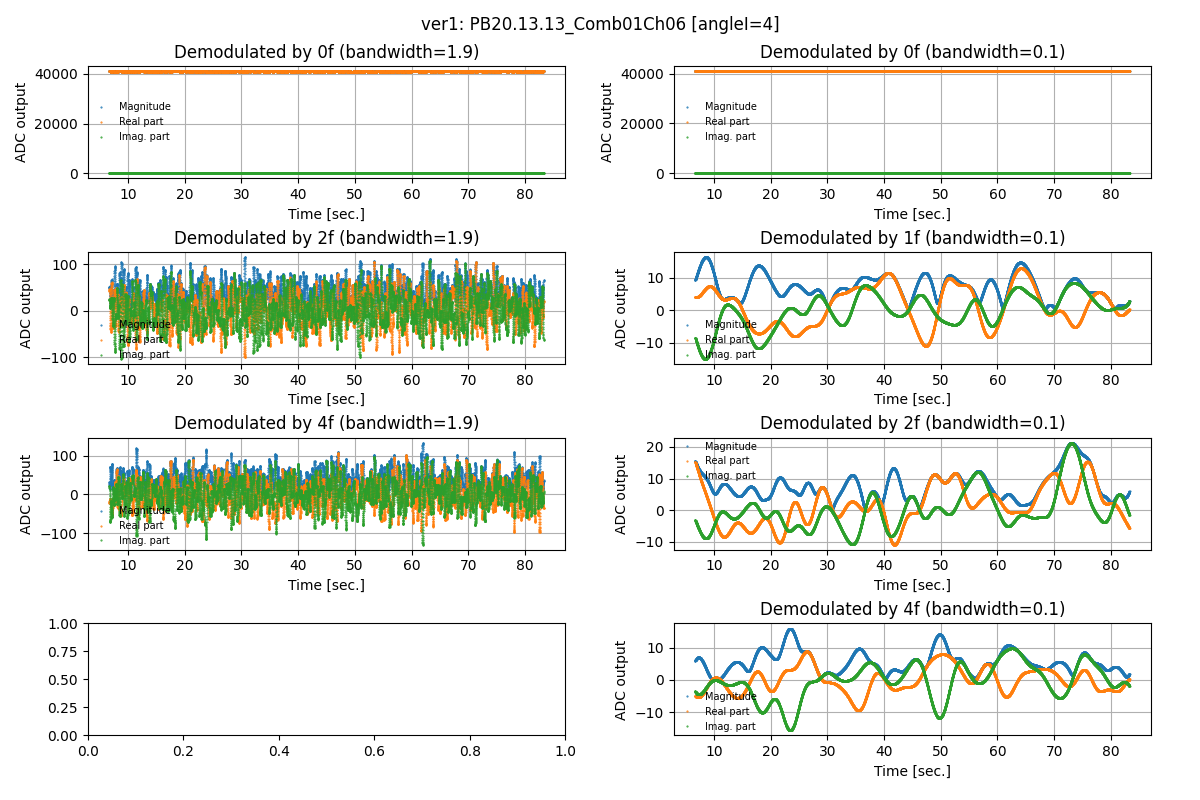 ver1: PB20.13.13_Comb01Ch06 [angleI=4]
Demodulated by 0f (bandwidth=1.9)
ADC output
40000
20000
0
Magnitude
Real part
Imag. part
10 20 30 40 50 60 70 80
Time [sec.]
Demodulated by 0f (bandwidth=0.1)
ADC output
40000
20000
0
Magnitude
Real part
Imag. part
10 20 30 40 50 60 70 80
Time [sec.]
Demodulated by 2f (bandwidth=1.9)
ADC output
100
0
−100
Magnitude
Real part
Imag. part
10 20 30 40 50 60 70 80
Time [sec.]
Demodulated by 1f (bandwidth=0.1)
ADC output
10
0
−10
Magnitude
Real part
Imag. part
10 20 30 40 50 60 70 80
Time [sec.]
Demodulated by 4f (bandwidth=1.9)
ADC output
100
0
−100
Magnitude
Real part
Imag. part
10 20 30 40 50 60 70 80
Time [sec.]
Demodulated by 2f (bandwidth=0.1)
ADC output
20
10
0
−10
Magnitude
Real part
Imag. part
10 20 30 40 50 60 70 80
Time [sec.]
1.00
0.75
0.50
0.25
0.00
0.0 0.2 0.4 0.6 0.8 1.0
Demodulated by 4f (bandwidth=0.1)
ADC output
10
0
−10
Magnitude
Real part
Imag. part
10 20 30 40 50 60 70 80
Time [sec.]